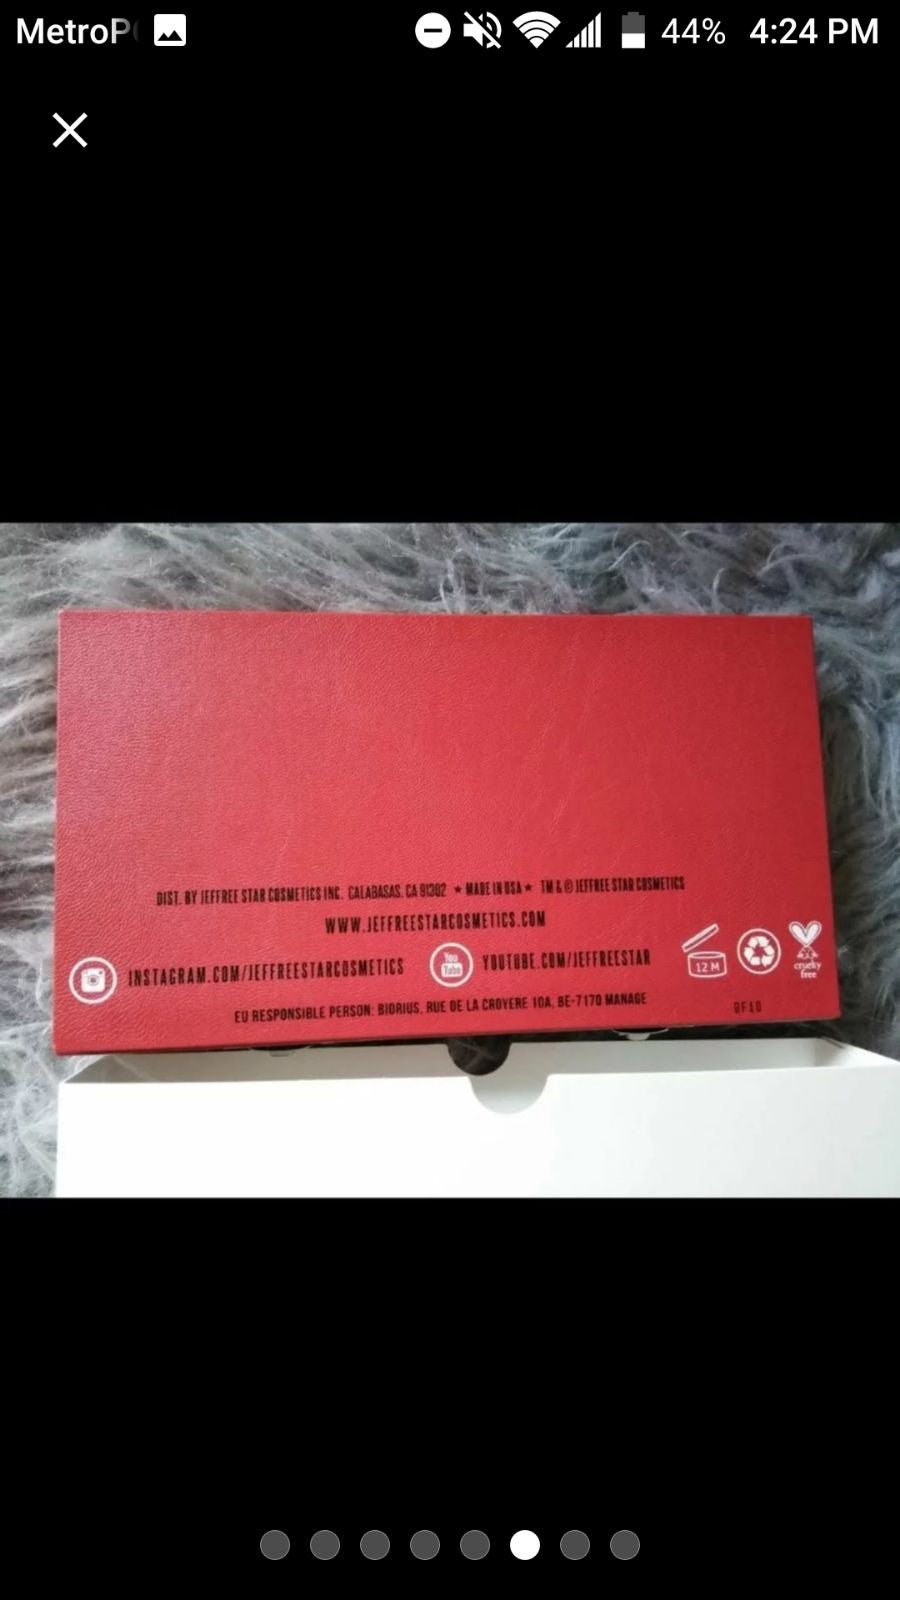 MetroP
44% 4:24 PM
DIST. BY JEFFREE STAR COSMETICS INC. CALABASAS, CA 91302 ★ MADE IN USA ★ TM & © JEFFREE STAR COSMETICS
WWW.JEFFREESTARCOSMETICS.COM
INSTAGRAM.COM/JEFFREESTARCOSMETICS
You Tube
YOUTUBE.COM/JEFFREESTAR
12 M
cruelty
free
EU RESPONSIBLE PERSON: BIORIUS, RUE DE LA CROYERE 10A, BE-7170 MANAGE